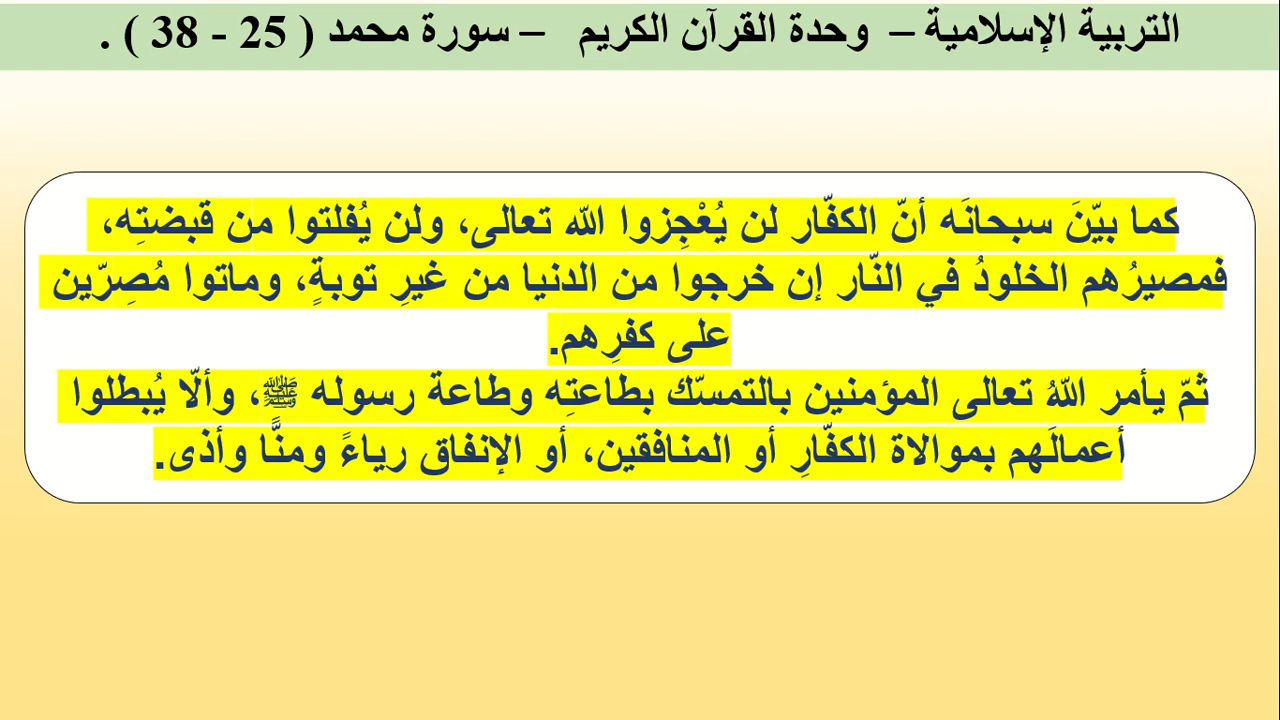 التربية الإسلامية – وحدة القرآن الكريم – سورة محمد ( 25 - 38 ) .
كما بيّنَ سبحانَه أنّ الكفّار لن يُعْجِزوا الله تعالى، ولن يُفلتوا من قبضتِه،
فمصيرُهم الخلودُ في النّار إن خرجوا من الدنيا من غيرِ توبةٍ، وماتوا مُصِرّين
على كفرِهم.
ثمّ يأمر اللهُ تعالى المؤمنين بالتمسّك بطاعتِه وطاعة رسوله ﷺ، وألّا يُبطلوا
أعمالَهم بموالاة الكفّارِ أو المنافقين، أو الإنفاق رياءً ومنًّا وأذى.